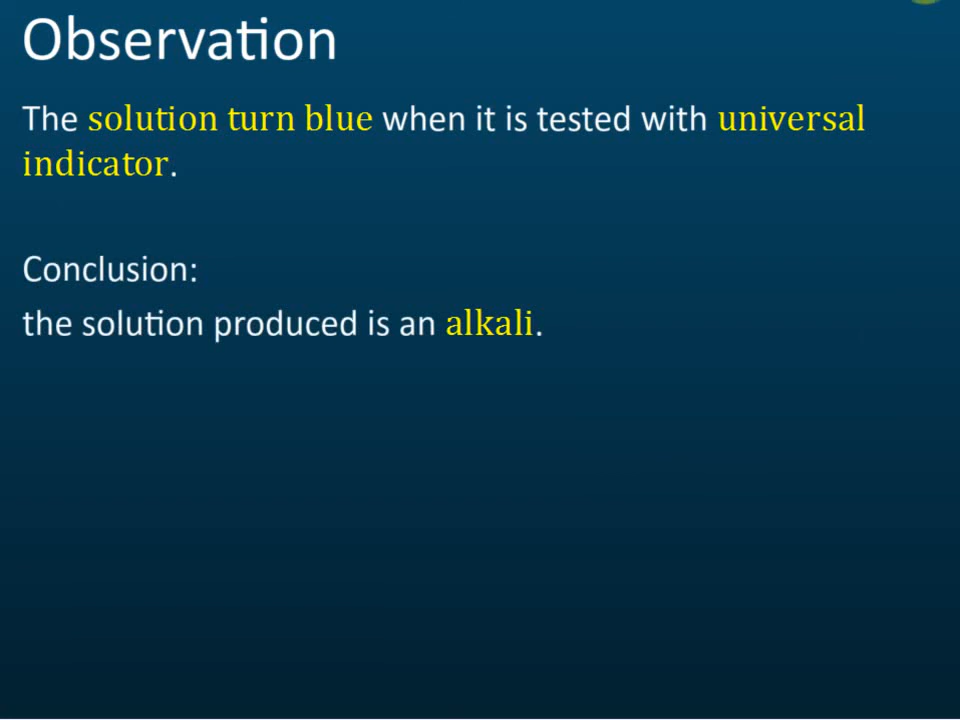 Observation
The solution turn blue when it is tested with universal
indicator.
Conclusion:
the solution produced is an alkali.